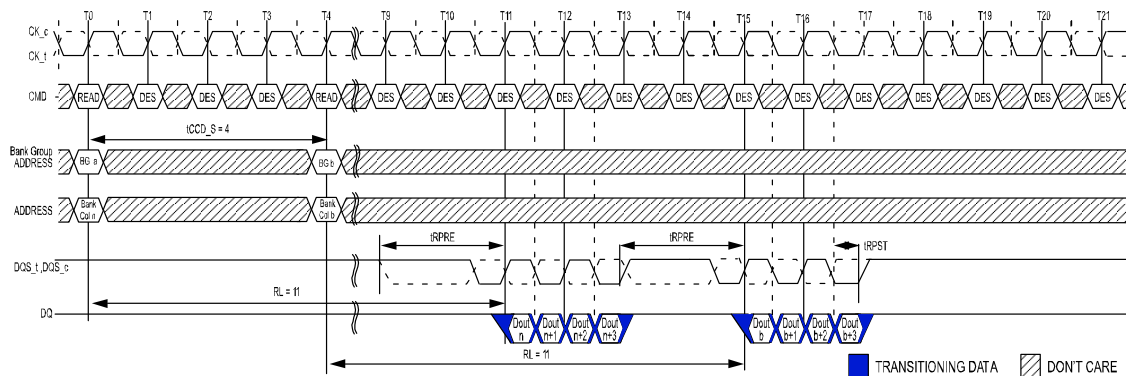 T0 T1 T2 T3 T4 T9 T10 T11 T12 T13 T14 T15 T16 T17 T18 T19 T20 T21
CK_c
CK_t
CMD READ DES DES DES READ DES DES DES DES DES DES DES DES DES DES DES DES DES
tCCD_S = 4
Bank Group
ADDRESS BG a BG b
ADDRESS Bank Col n Bank Col b
tRPRE tRPRE tRPST
DQS_t ,DQS_c
RL = 11
DQ Dout n Dout n+1 Dout n+2 Dout n+3 Dout b Dout b+1 Dout b+2 Dout b+3
RL = 11
TRANSITIONING DATA DON'T CARE